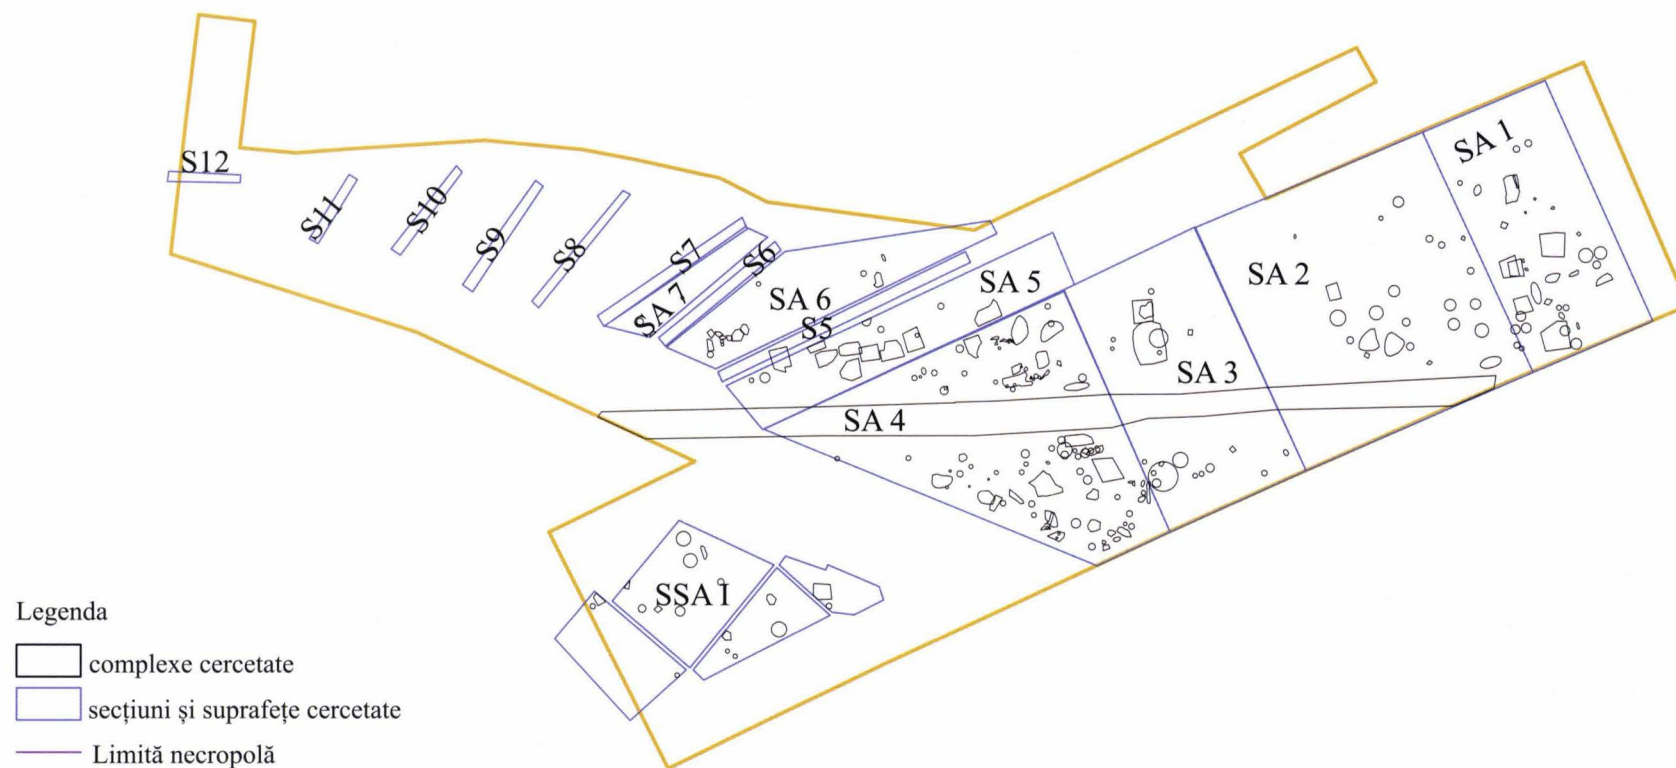 S12
S11
S10
S9
S8
S7
S6
SA 7
SA 6
S5
SA 5
SA 4
SA 3
SA 2
SA 1
SSA I
Legenda
complexe cercetate
secțiuni și suprafețe cercetate
Limită necropolă